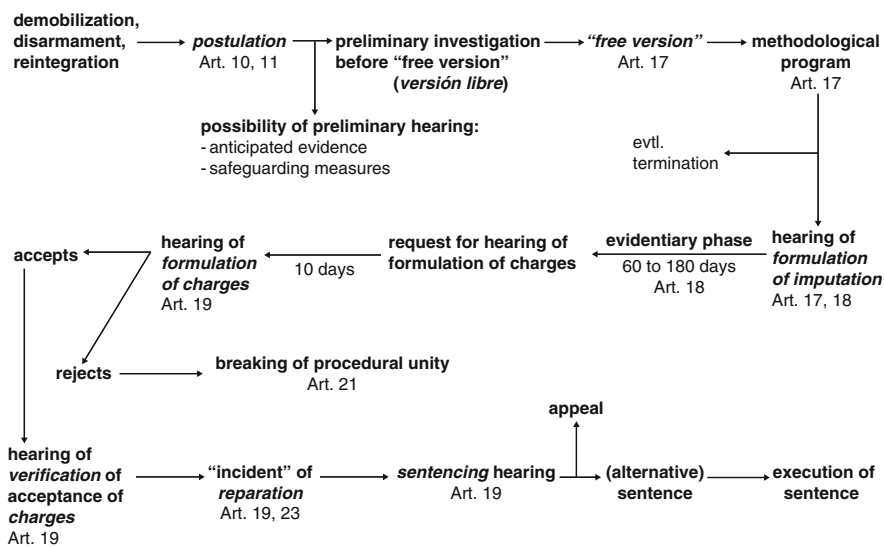 demobilization,
disarmament,
reintegration
postulation
Art. 10, 11
preliminary investigation
before “free version”
(versión libre)
“free version”
Art. 17
methodological
program
Art. 17
possibility of preliminary hearing:
- anticipated evidence
- safeguarding measures
evtl.
termination
accepts
hearing of
formulation
of charges
Art. 19
10 days
request for hearing of
formulation of charges
evidentiary phase
60 to 180 days
Art. 18
hearing of
formulation
of imputation
Art. 17, 18
rejects
breaking of procedural unity
Art. 21
appeal
hearing of
verification of
acceptance of
charges
Art. 19
“incident” of
reparation
Art. 19, 23
sentencing hearing
Art. 19
(alternative)
sentence
execution of
sentence